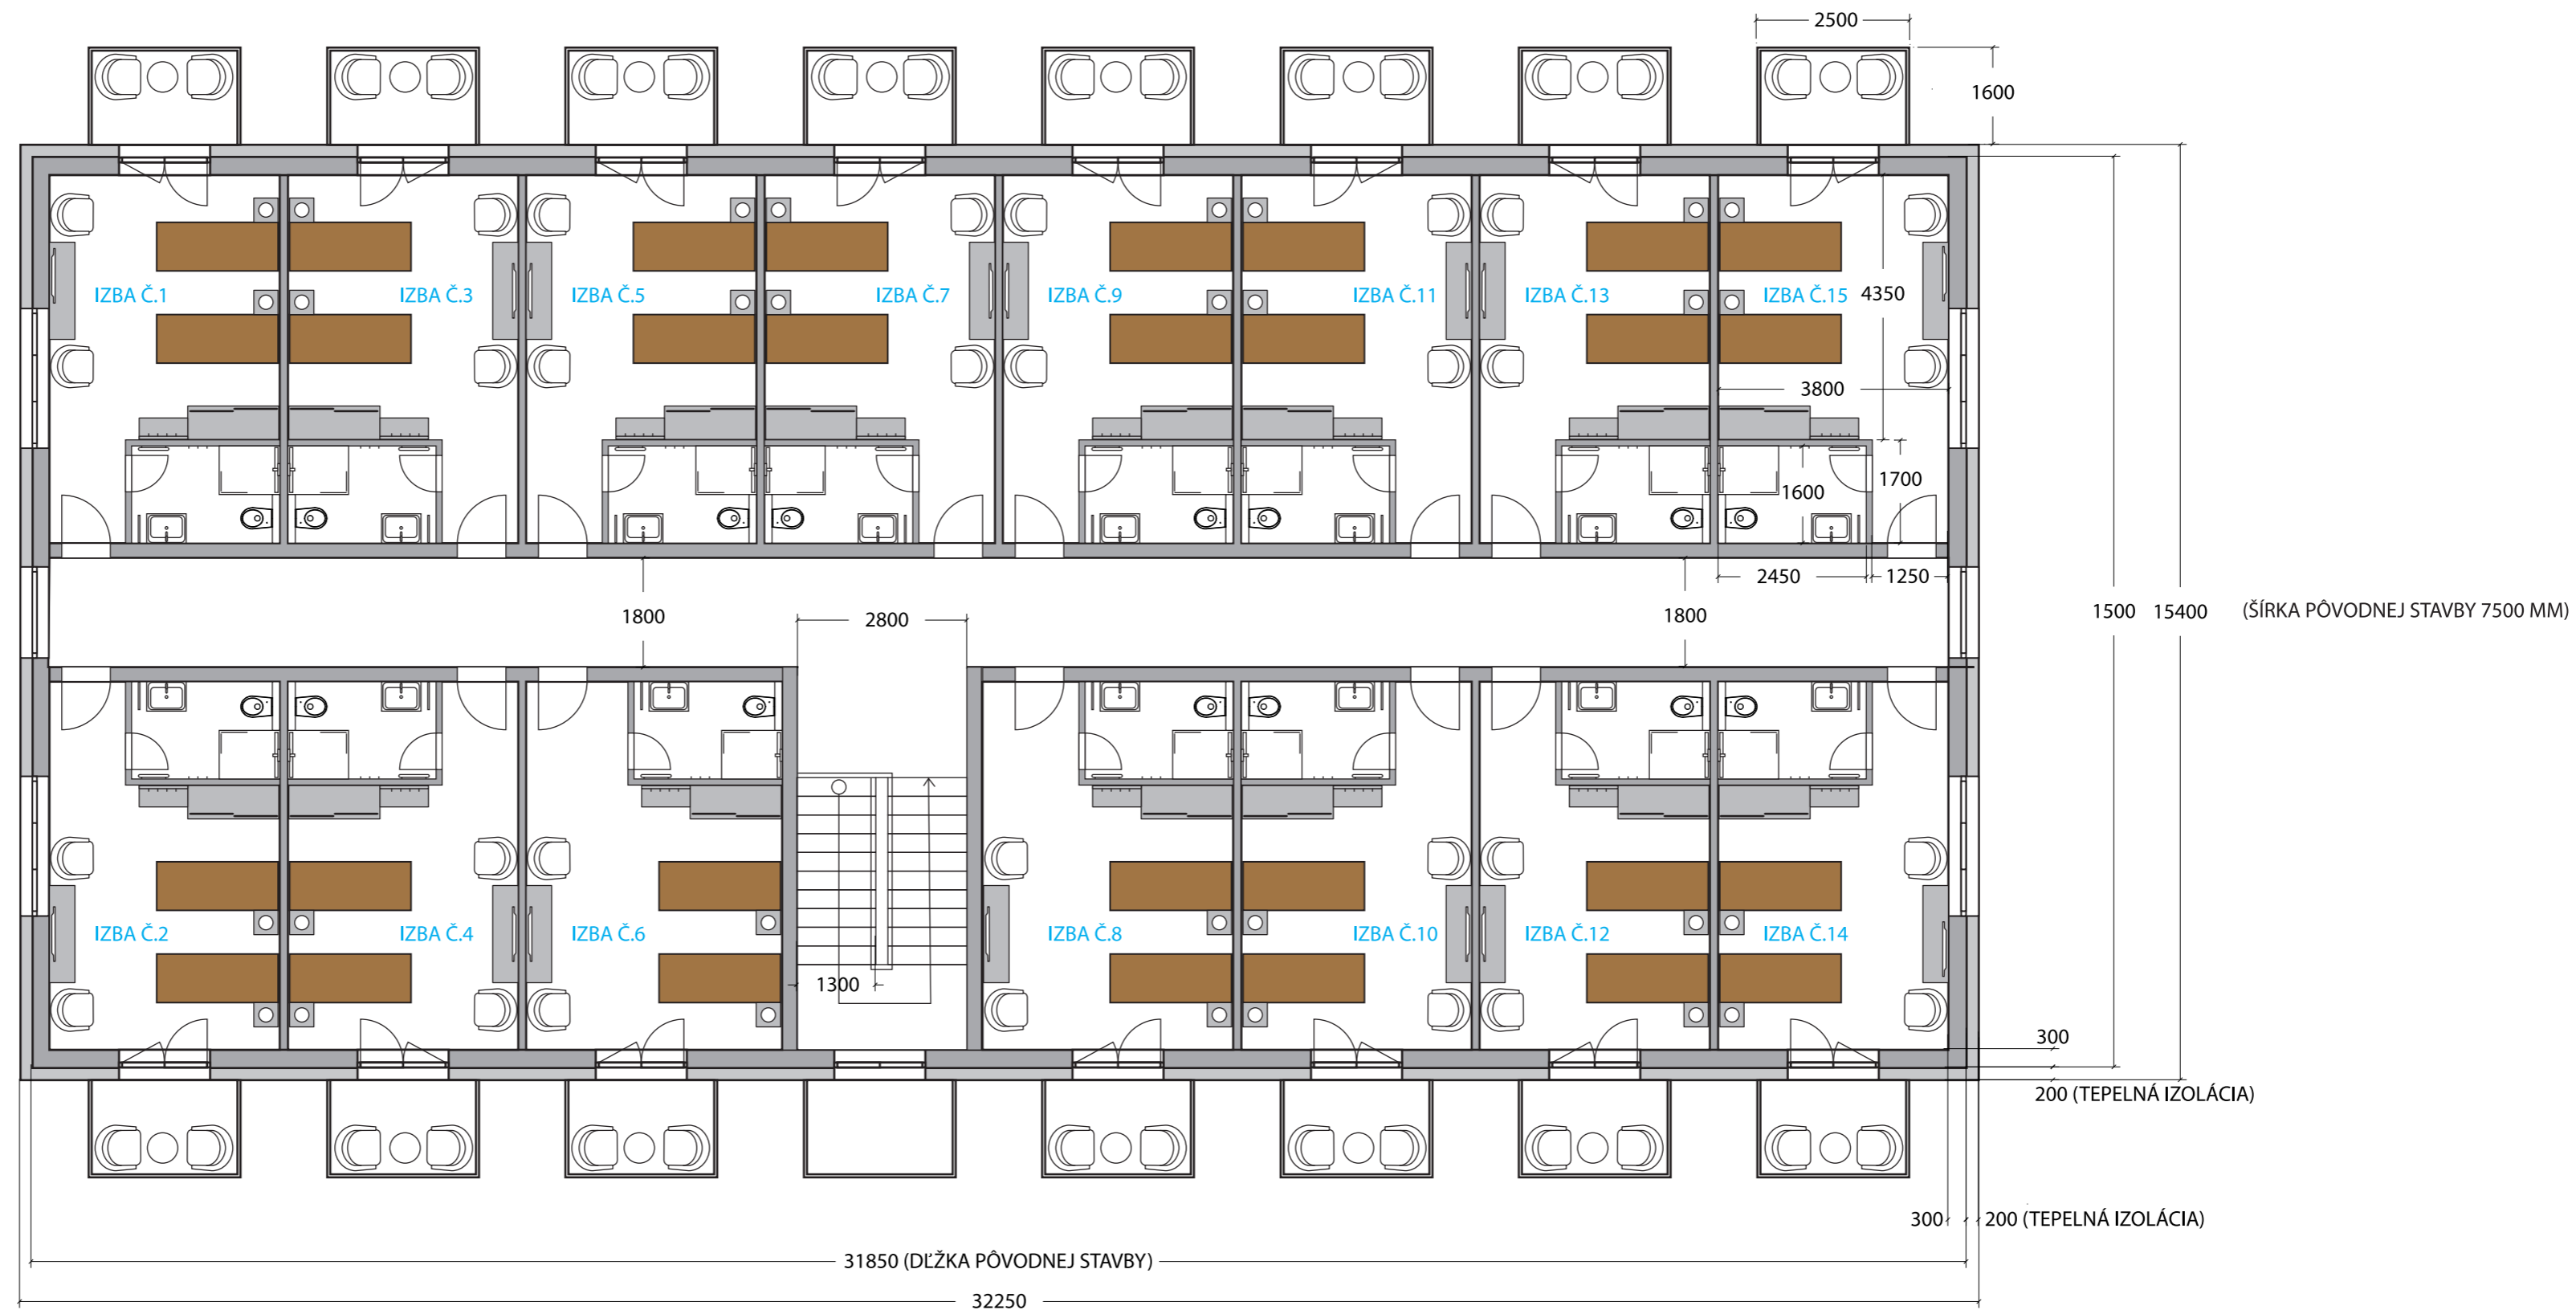 2500
1600
IZBA Č.1
IZBA Č.3
IZBA Č.5
IZBA Č.7
IZBA Č.9
IZBA Č.11
IZBA Č.13
IZBA Č.15
4350
3800
1600
1700
2450
1250
1800
2800
1800
1500
15400
(ŠÍRKA PÔVODNEJ STAVBY 7500 MM)
IZBA Č.2
IZBA Č.4
IZBA Č.6
IZBA Č.8
IZBA Č.10
IZBA Č.12
IZBA Č.14
1300
300
200 (TEPELNÁ IZOLÁCIA)
300
200 (TEPELNÁ IZOLÁCIA)
31850 (DĽŽKA PÔVODNEJ STAVBY)
32250